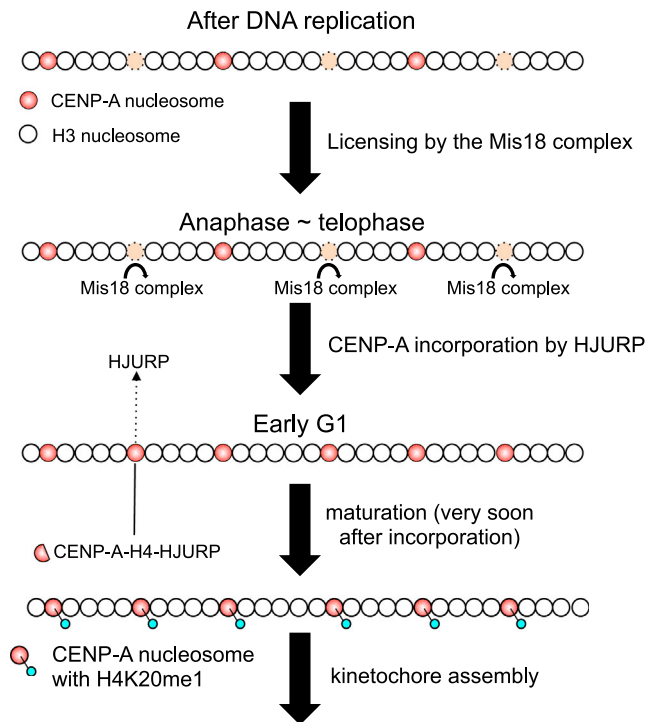 After DNA replication
CENP-A nucleosome
H3 nucleosome
Licensing by the Mis18 complex
Anaphase ~ telophase
Mis18 complex Mis18 complex Mis18 complex
CENP-A incorporation by HJURP
HJURP
Early G1
maturation (very soon
after incorporation)
CENP-A-H4-HJURP
CENP-A nucleosome
with H4K20me1
kinetochore assembly